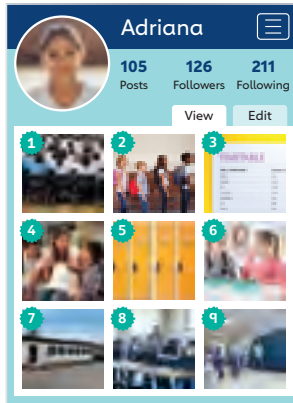 Adriana
105 126 211
Posts Followers Following
View Edit
1 2 3
TIMETABLE
4 5 6
7 8 9